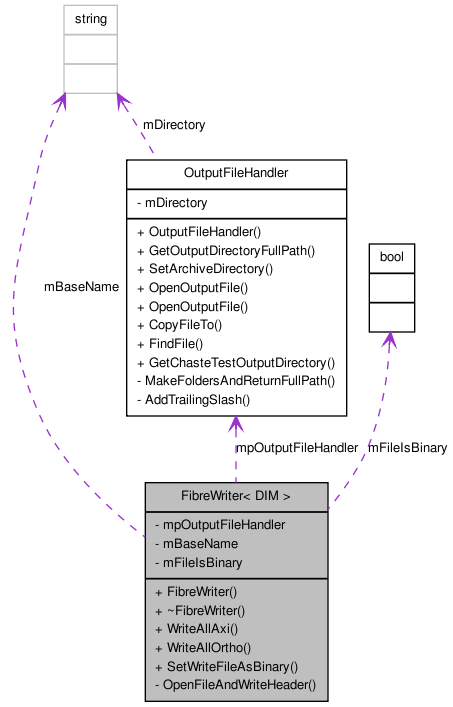 string
mDirectory
OutputFileHandler
- mDirectory
+ OutputFileHandler()
+ GetOutputDirectoryFullPath()
+ SetArchiveDirectory()
+ OpenOutputFile()
+ OpenOutputFile()
+ CopyFileTo()
+ FindFile()
+ GetChasteTestOutputDirectory()
- MakeFoldersAndReturnFullPath()
- AddTrailingSlash()
bool
mBaseName
mpOutputFileHandler
mFileIsBinary
FibreWriter< DIM >
- mpOutputFileHandler
- mBaseName
- mFileIsBinary
+ FibreWriter()
+ ~FibreWriter()
+ WriteAllAxi()
+ WriteAllOrtho()
+ SetWriteFileAsBinary()
- OpenFileAndWriteHeader()